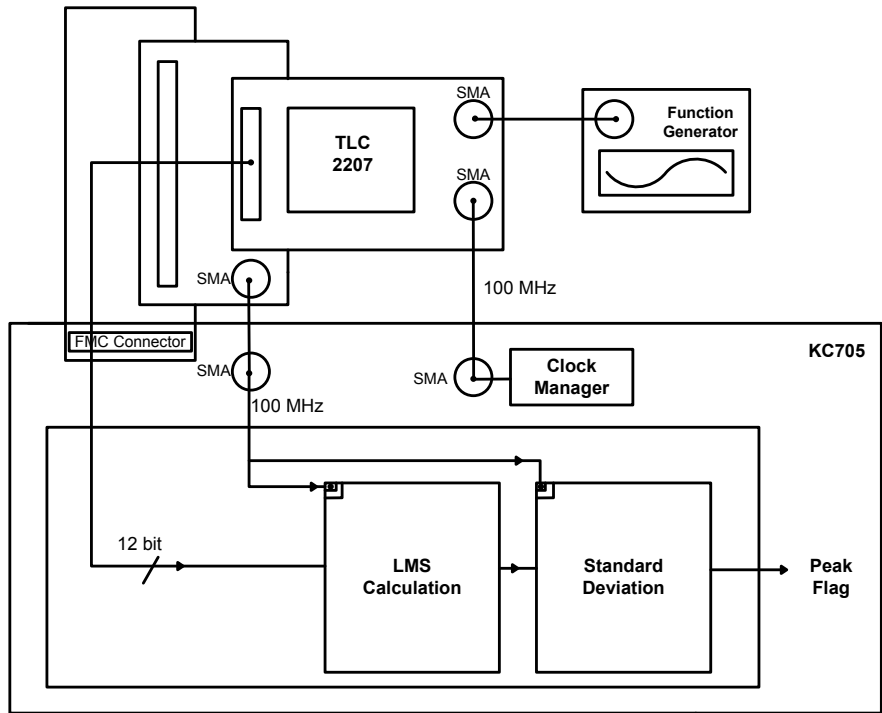 SMA
Function
Generator
TLC
2207
SMA
SMA
100 MHz
FMC Connector
KC705
SMA
SMA
Clock
Manager
100 MHz
12 bit
LMS
Calculation
Standard
Deviation
Peak
Flag